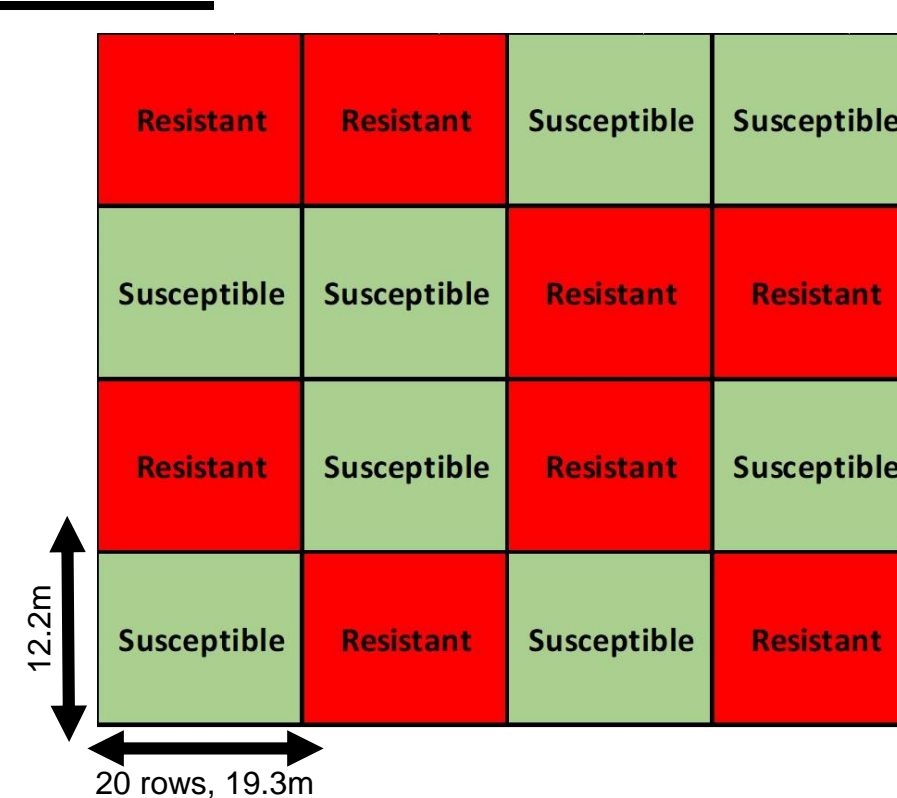 Resistant Resistant Susceptible Susceptible
Susceptible Susceptible Resistant Resistant
Resistant Susceptible Resistant Susceptible
Susceptible Resistant Susceptible Resistant
12.2m
20 rows, 19.3m